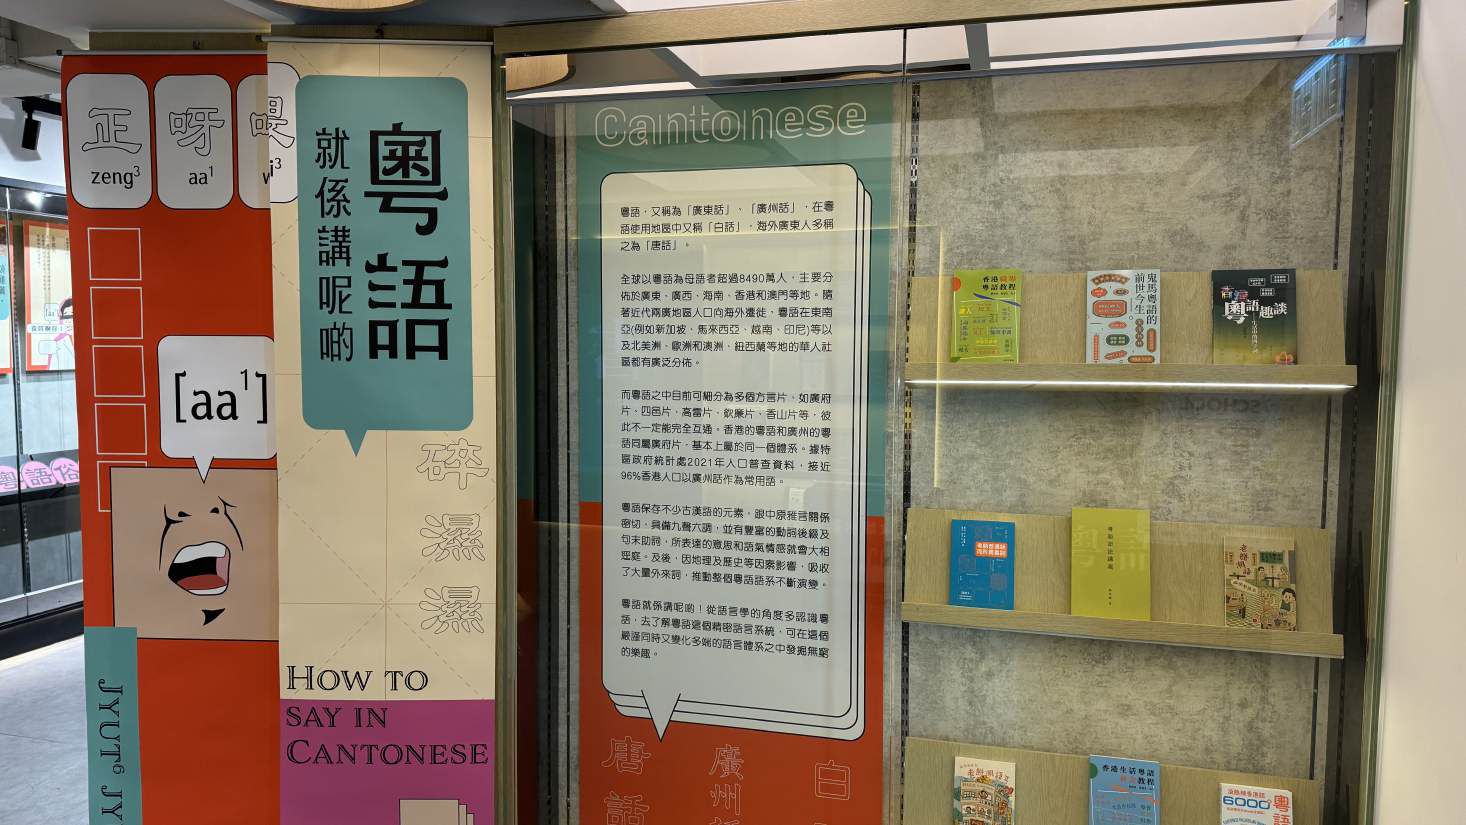 正
zeng³
呀
aa¹
喂
[aa¹]
JYUT⁶ JY
粵語
就係講呢啲
碎
濕
濕
HOW TO
SAY IN
CANTONESE
Cantonese
粵語，又稱為「廣東話」、「廣州話」，在粵
語使用地區中又稱「白話」，海外廣東人多稱
之為「唐話」。
全球以粵語為母語者超過8490萬人，主要分
佈於廣東、廣西、海南、香港和澳門等地。隨
著近代兩廣地區人口向海外遷徙，粵語在東南
亞(例如新加坡、馬來西亞、越南、印尼)等以
及北美洲、歐洲和澳洲、紐西蘭等地的華人社
區都有廣泛分佈。
而粵語之中目前可細分為多個方言片，如廣府
片，四邑片，高雷片，欽廉片，香山片等，彼
此不一定能完全互通。香港的粵語和廣州的粵
語同屬廣府片，基本上屬於同一個體系。據特
區政府統計處2021年人口普查資料，接近
96%香港人口以廣州話作為常用語。
粵語保存不少古漢語的元素，跟中原雅言關係
密切，具備九聲六調，並有豐富的動詞後綴及
句末助詞，所表達的意思和語氣情感就會大相
逕庭。及後，因地理及歷史等因素影響，吸收
了大量外來詞，推動整個粵語語系不斷演變。
粵語就係講呢啲！從語言學的角度多認識粵
語，去了解粵語這個精密語言系統，可在這個
嚴謹同時又變化多端的語言體系之中發掘無窮
的樂趣。
唐話
廣州
白
香港職場
粵語教程
鬼馬粵語的
前世今生
粵語趣談
粵語語法講義
香港生活粵語
教程
6000
粵語